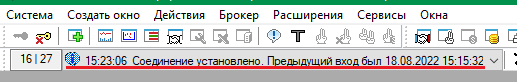 Система Создать окно Действия Брокер Расширения Сервисы Окна
16 | 27 15:23:06 Соединение установлено. Предыдущий вход был 18.08.2022 15:15:32